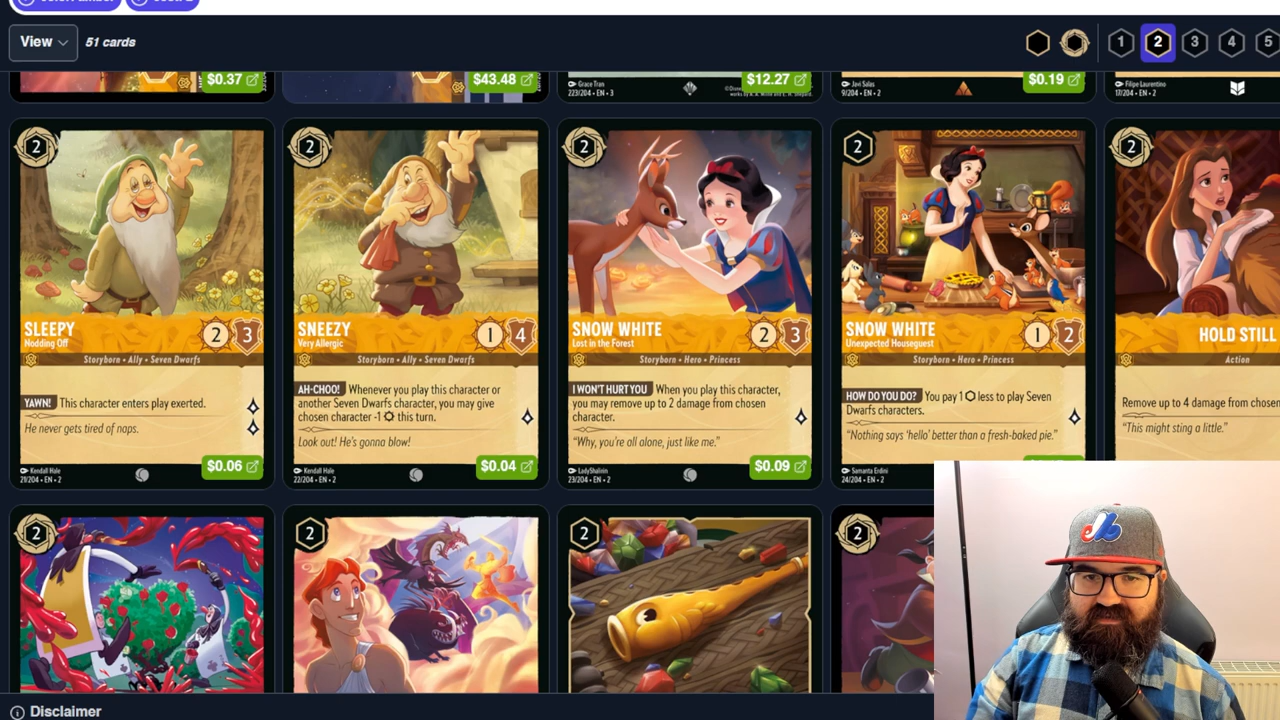 View
51 cards
1
2
3
4
5
$0.37
$43.48
Grace Tran
223/204 • EN • 3
$12.27
Javi Salas
9/204 • EN • 2
$0.19
Filipe Laurentino
17/204 • EN • 2
2
SLEEPY
Nodding Off
2
3
Storyborn • Ally • Seven Dwarfs
YAWN! This character enters play exerted.
He never gets tired of naps.
Kendall Hale
21/204 • EN • 2
$0.06
2
SNEEZY
Very Allergic
1
4
Storyborn • Ally • Seven Dwarfs
AH-CHOO! Whenever you play this character or
another Seven Dwarfs character, you may give
chosen character -1 this turn.
Look out! He's gonna blow!
Kendall Hale
22/204 • EN • 2
$0.04
2
SNOW WHITE
Lost in the Forest
2
3
Storyborn • Hero • Princess
I WON'T HURT YOU When you play this character,
you may remove up to 2 damage from chosen
character.
"Why, you're all alone, just like me."
LadyShalirin
23/204 • EN • 2
$0.09
2
SNOW WHITE
Unexpected Houseguest
1
2
Storyborn • Hero • Princess
HOW DO YOU DO? You pay 1 less to play Seven
Dwarfs characters.
"Nothing says 'hello' better than a fresh-baked pie."
Samanta Erdini
24/204 • EN • 2
2
HOLD STILL
Action
Remove up to 4 damage from chosen
"This might sting a little."
2
2
2
2
Disclaimer